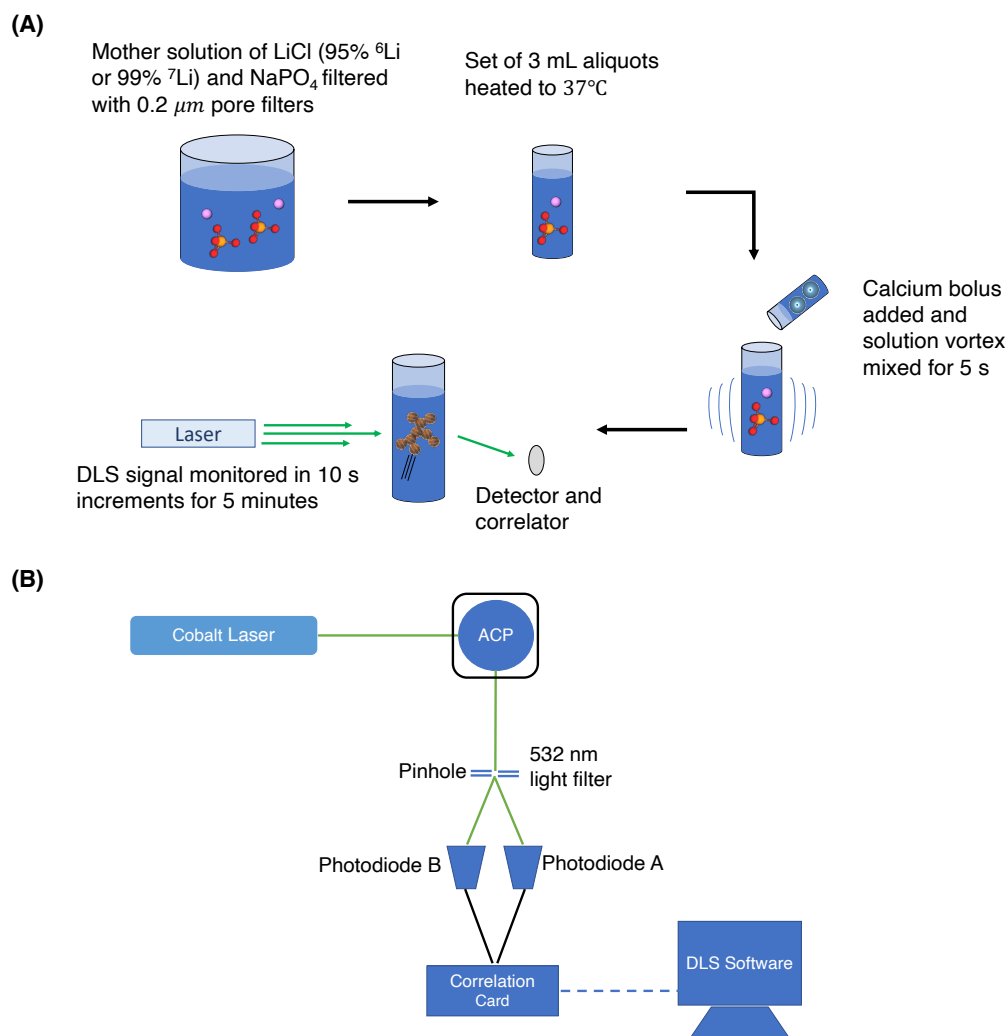 (A)
Mother solution of LiCl (95% ⁶Li
or 99% ⁷Li) and NaPO₄ filtered
with 0.2 μm pore filters
Set of 3 mL aliquots
heated to 37°C
Calcium bolus
added and
solution vortex
mixed for 5 s
Laser
DLS signal monitored in 10 s
increments for 5 minutes
Detector and
correlator
(B)
Cobalt Laser
ACP
Pinhole
532 nm
light filter
Photodiode B
Photodiode A
Correlation
Card
DLS Software